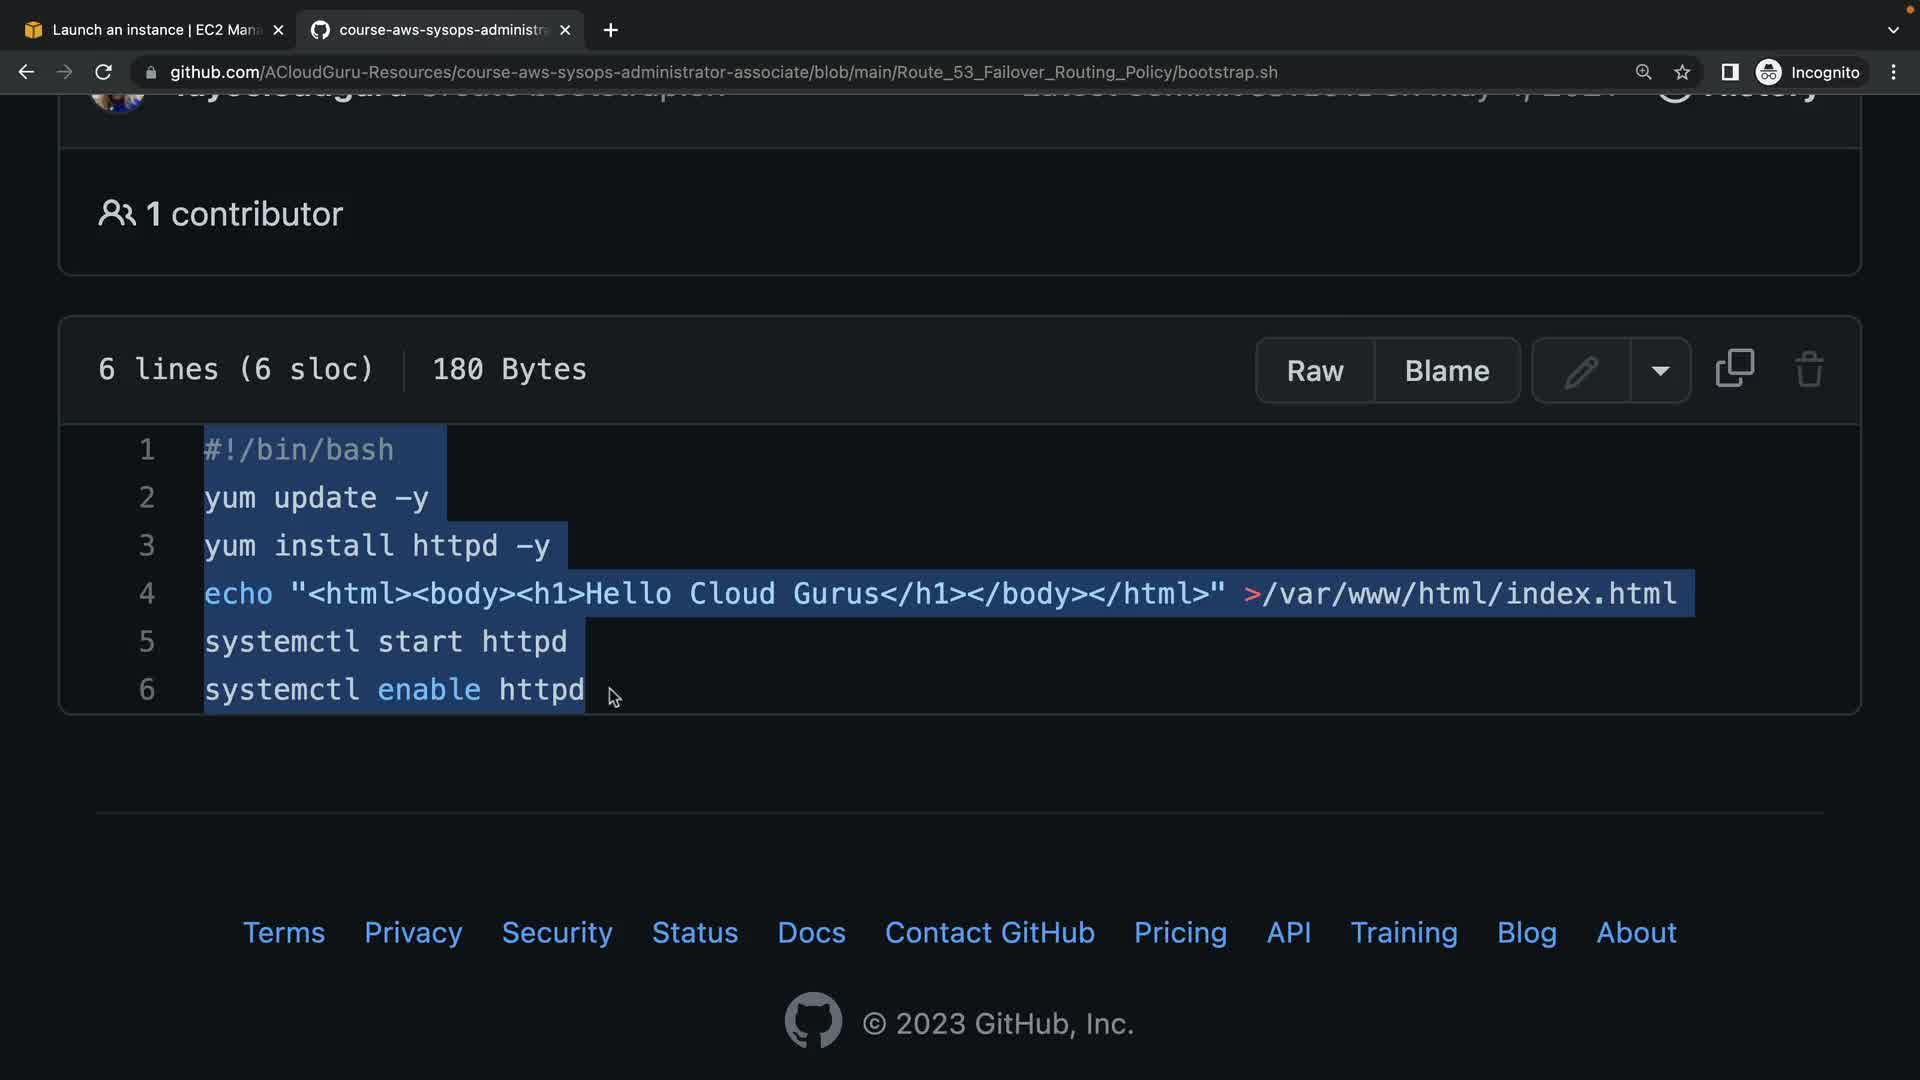 Launch an instance | EC2 Mana
course-aws-sysops-administra
github.com/ACloudGuru-Resources/course-aws-sysops-administrator-associate/blob/main/Route_53_Failover_Routing_Policy/bootstrap.sh
Incognito
1 contributor
6 lines (6 sloc) 180 Bytes
Raw Blame
1 #!/bin/bash
2 yum update -y
3 yum install httpd -y
4 echo "<html><body><h1>Hello Cloud Gurus</h1></body></html>" >/var/www/html/index.html
5 systemctl start httpd
6 systemctl enable httpd
Terms Privacy Security Status Docs Contact GitHub Pricing API Training Blog About
© 2023 GitHub, Inc.